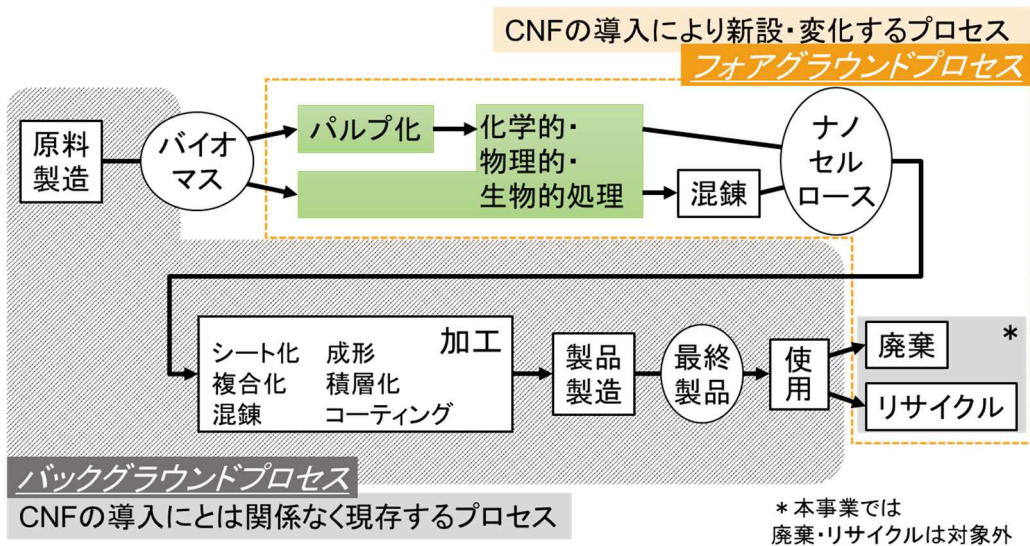 CNFの導入により新設・変化するプロセス
フォアグラウンドプロセス
原料
製造
バイオ
マス
パルプ化
化学的・
物理的・
生物的処理
混錬
ナノ
セル
ロース
加工
シート化 成形
複合化 積層化
混錬 コーティング
製品
製造
最終
製品
使
用
廃棄
*
リサイクル
バックグラウンドプロセス
CNFの導入にとは関係なく現存するプロセス
*本事業では
廃棄・リサイクルは対象外